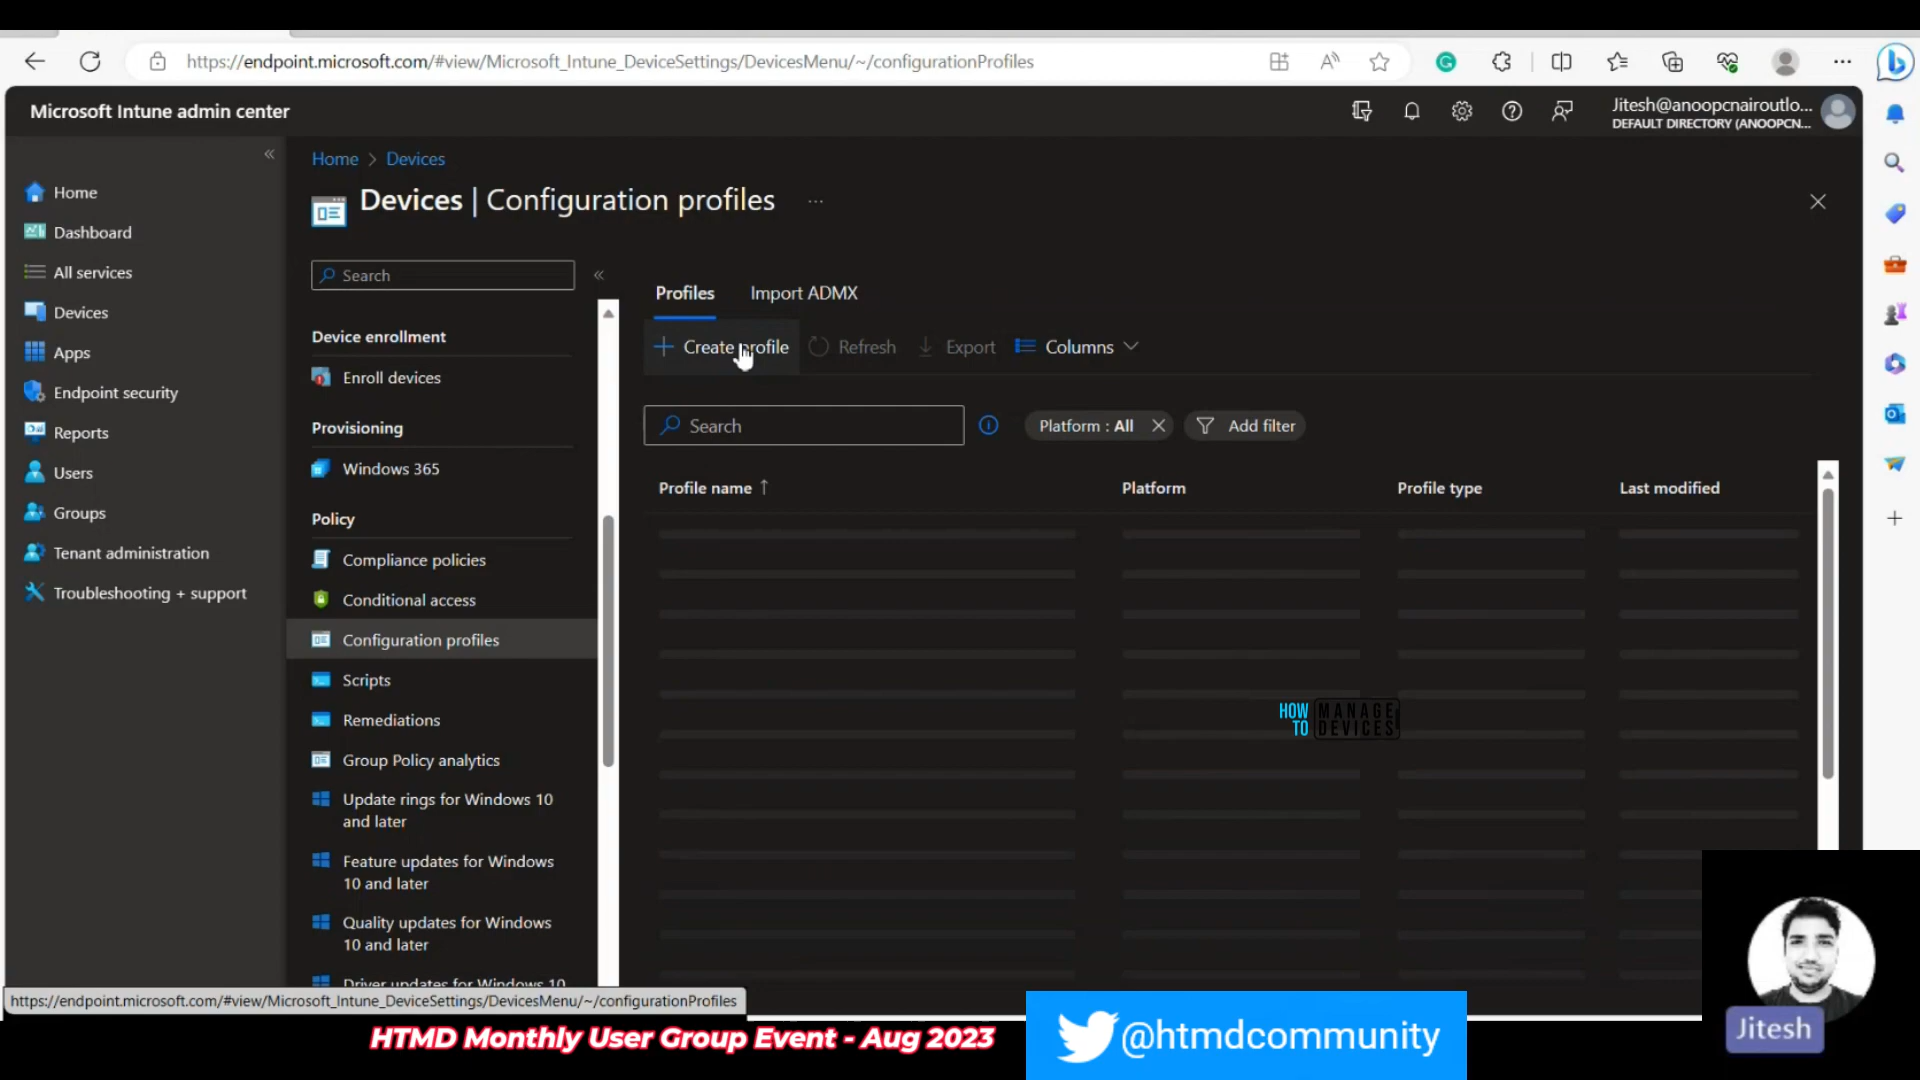 https://endpoint.microsoft.com/#view/Microsoft_Intune_DeviceSettings/DevicesMenu/~/configurationProfiles
Microsoft Intune admin center
Jitesh@anoopcnairoutlo...
DEFAULT DIRECTORY (ANOOPCN...
Home
Dashboard
All services
Devices
Apps
Endpoint security
Reports
Users
Groups
Tenant administration
Troubleshooting + support
Home > Devices
Devices | Configuration profiles
Search
Device enrollment
Enroll devices
Provisioning
Windows 365
Policy
Compliance policies
Conditional access
Configuration profiles
Scripts
Remediations
Group Policy analytics
Update rings for Windows 10
and later
Feature updates for Windows
10 and later
Quality updates for Windows
10 and later
Driver updates for Windows 10
Profiles Import ADMX
Create profile Refresh Export Columns
Search Platform : All Add filter
Profile name Platform Profile type Last modified
HOW MANAGE
TO DEVICES
https://endpoint.microsoft.com/#view/Microsoft_Intune_DeviceSettings/DevicesMenu/~/configurationProfiles
HTMD Monthly User Group Event - Aug 2023
@htmdcommunity
Jitesh